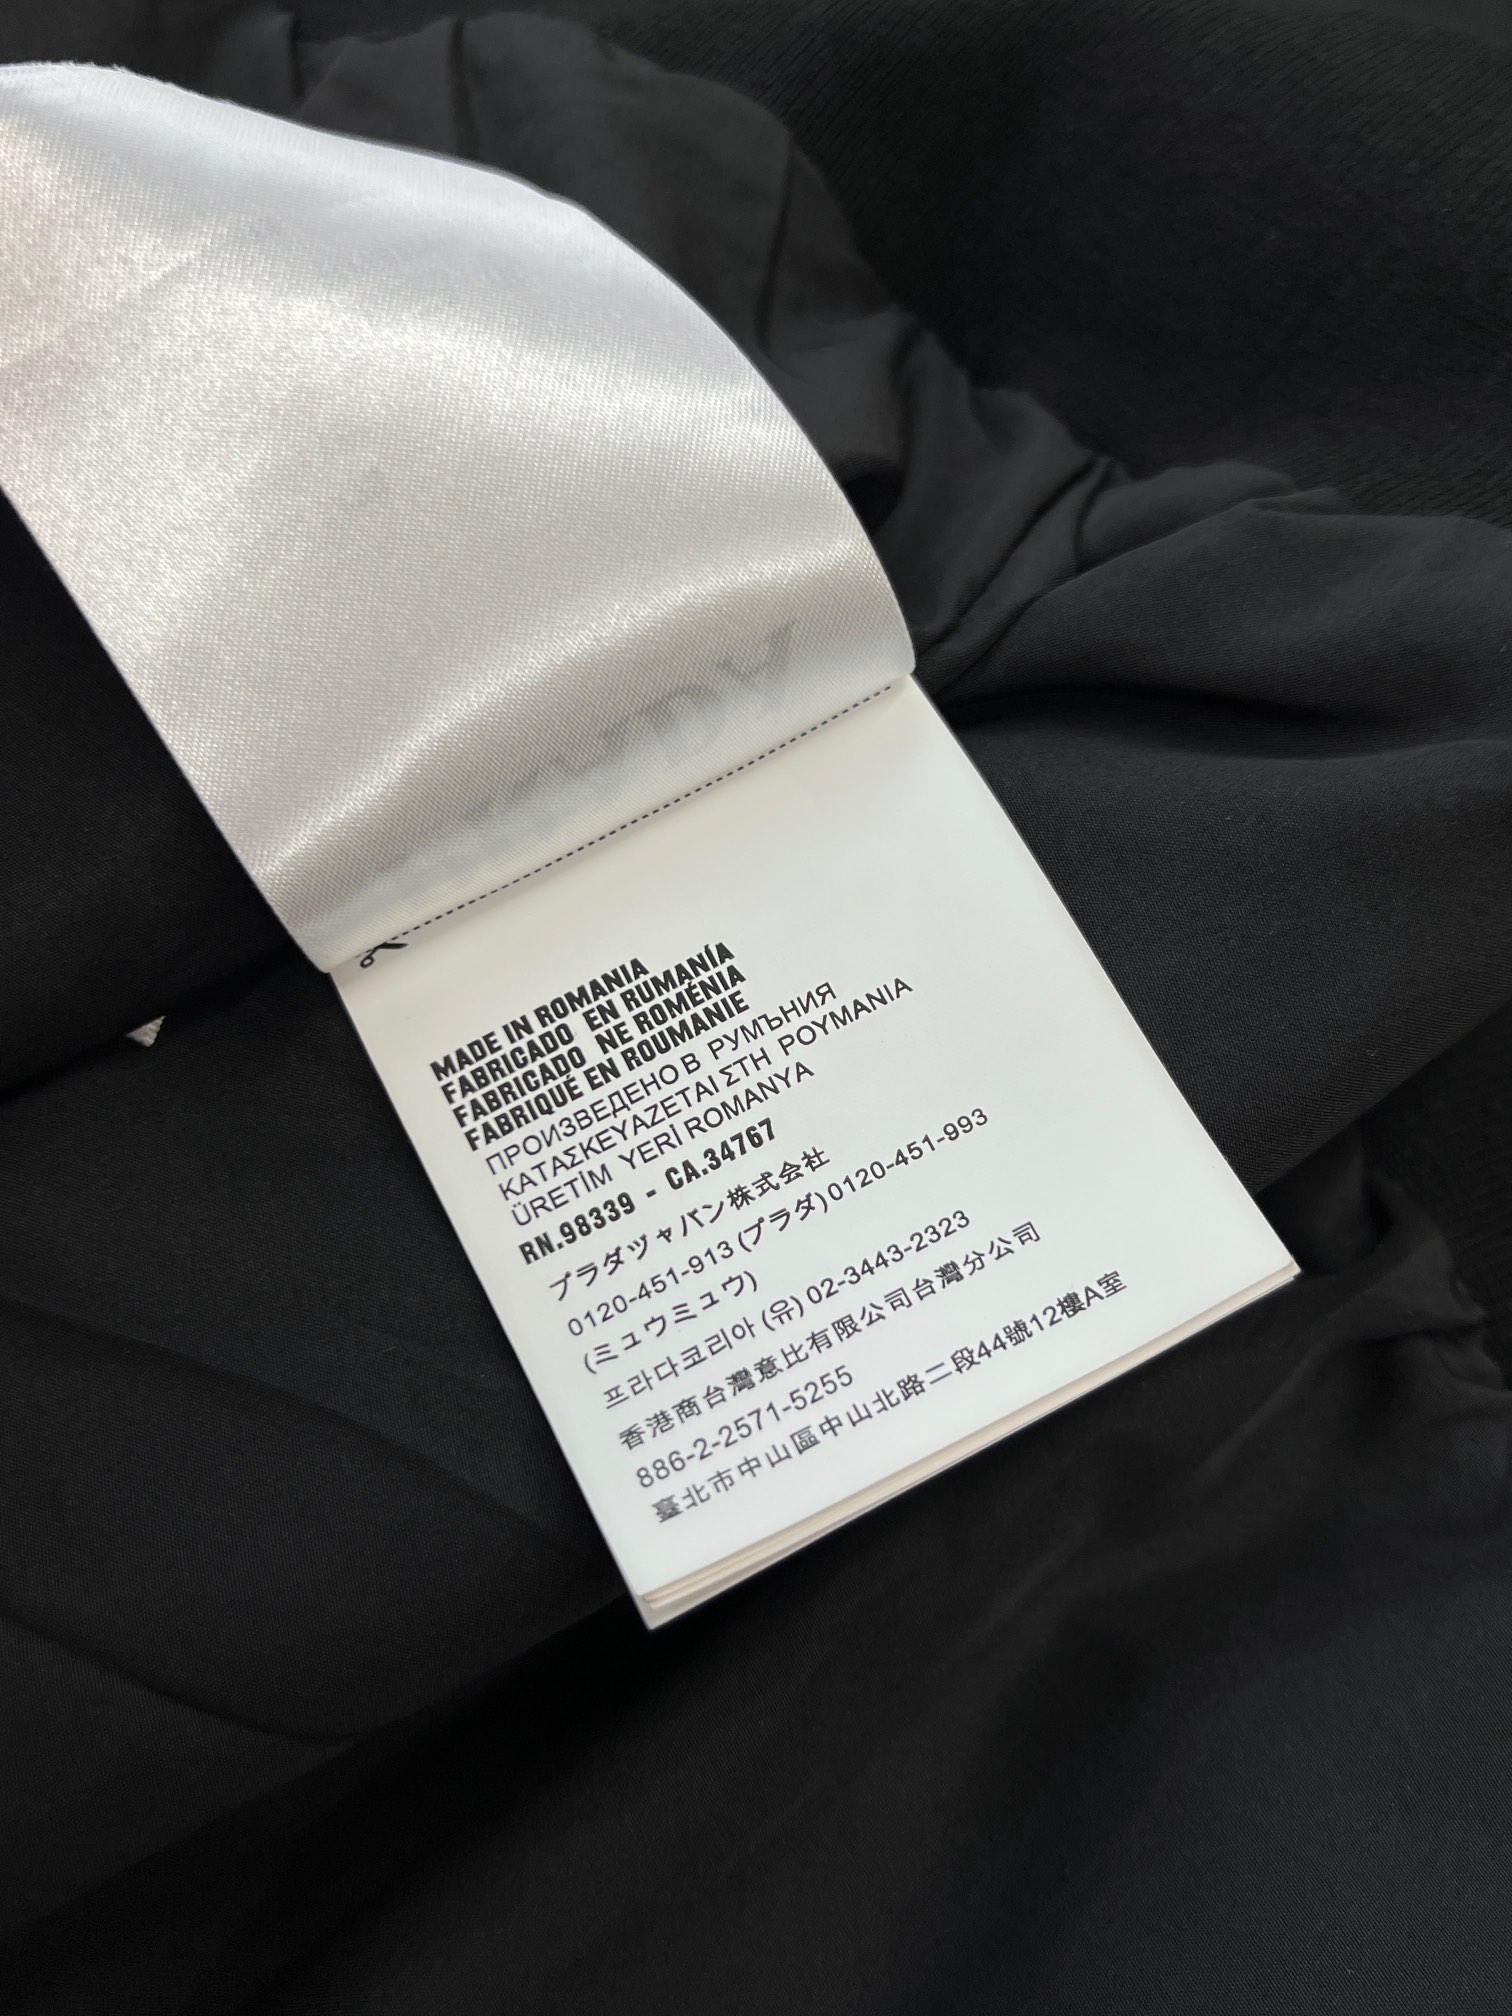 MADE IN ROMANIA
FABRICADO EN RUMANÍA
FABRICADO NE ROMÉNIA
FABRIQUÉ EN ROUMANIE
ПРОИЗВЕДЕНО В РУМЪНИЯ
ΚΑΤΑΣΚΕΥΑΖΕΤΑΙ ΣΤΗ ΡΟΥΜΑΝΙΑ
ÜRETİM YERİ ROMANYA
RN.98339 - CA.34767
プラダヅャバン株式会社
0120-451-913 (プラダ) 0120-451-993
(ミュウミュウ)
프라다코리아 (유) 02-3443-2323
香港商台灣意比有限公司台灣分公司
886-2-2571-5255
臺北市中山區中山北路二段44號12樓A室